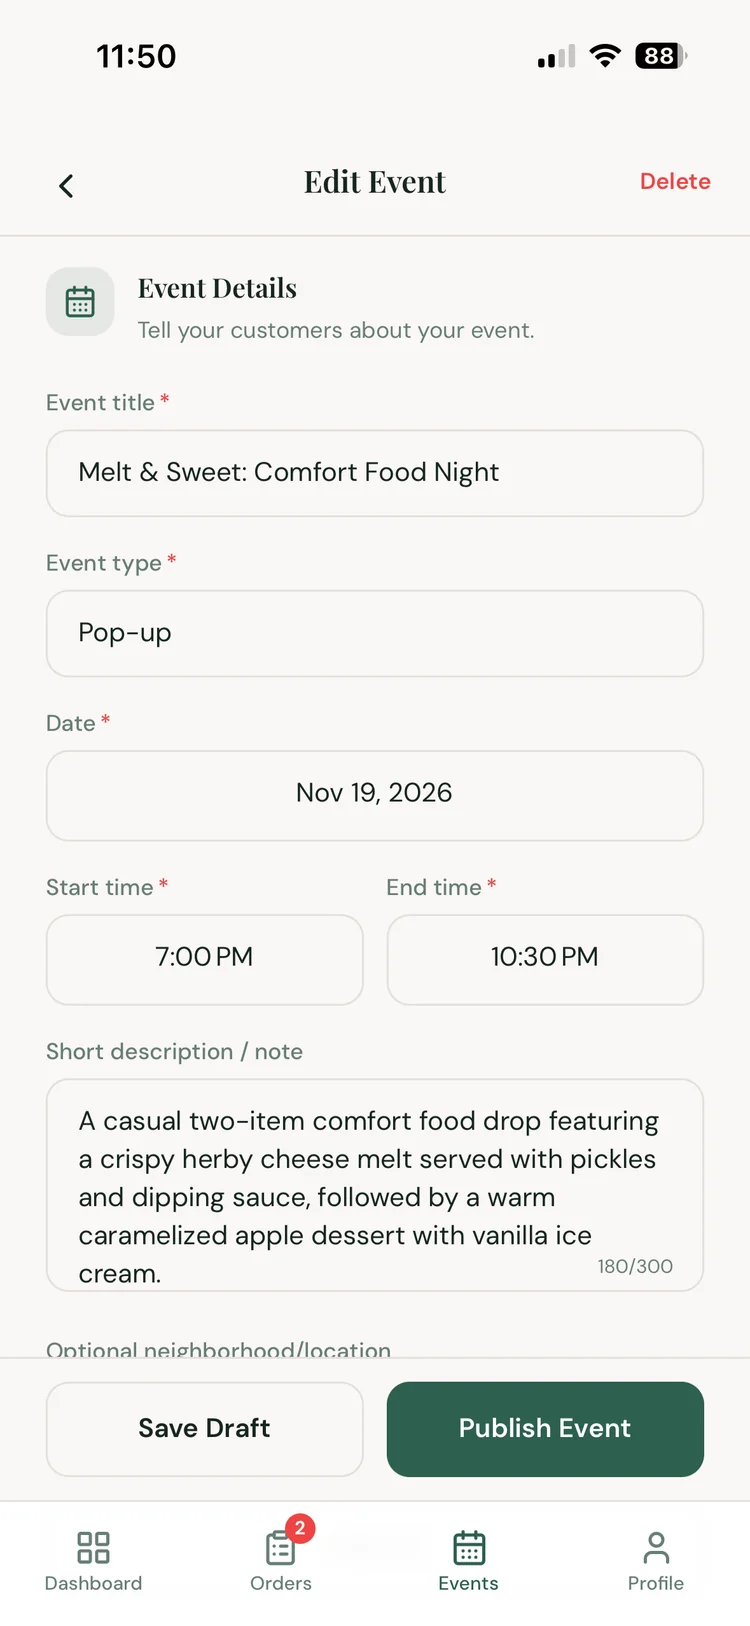 11:50
88
Edit Event
Delete
Event Details
Tell your customers about your event.
Event title *
Melt & Sweet: Comfort Food Night
Event type *
Pop-up
Date *
Nov 19, 2026
Start time *
End time *
7:00 PM
10:30 PM
Short description / note
A casual two-item comfort food drop featuring
a crispy herby cheese melt served with pickles
and dipping sauce, followed by a warm
caramelized apple dessert with vanilla ice
cream.
180/300
Optional neighborhood/location
Save Draft
Publish Event
2
Dashboard
Orders
Events
Profile